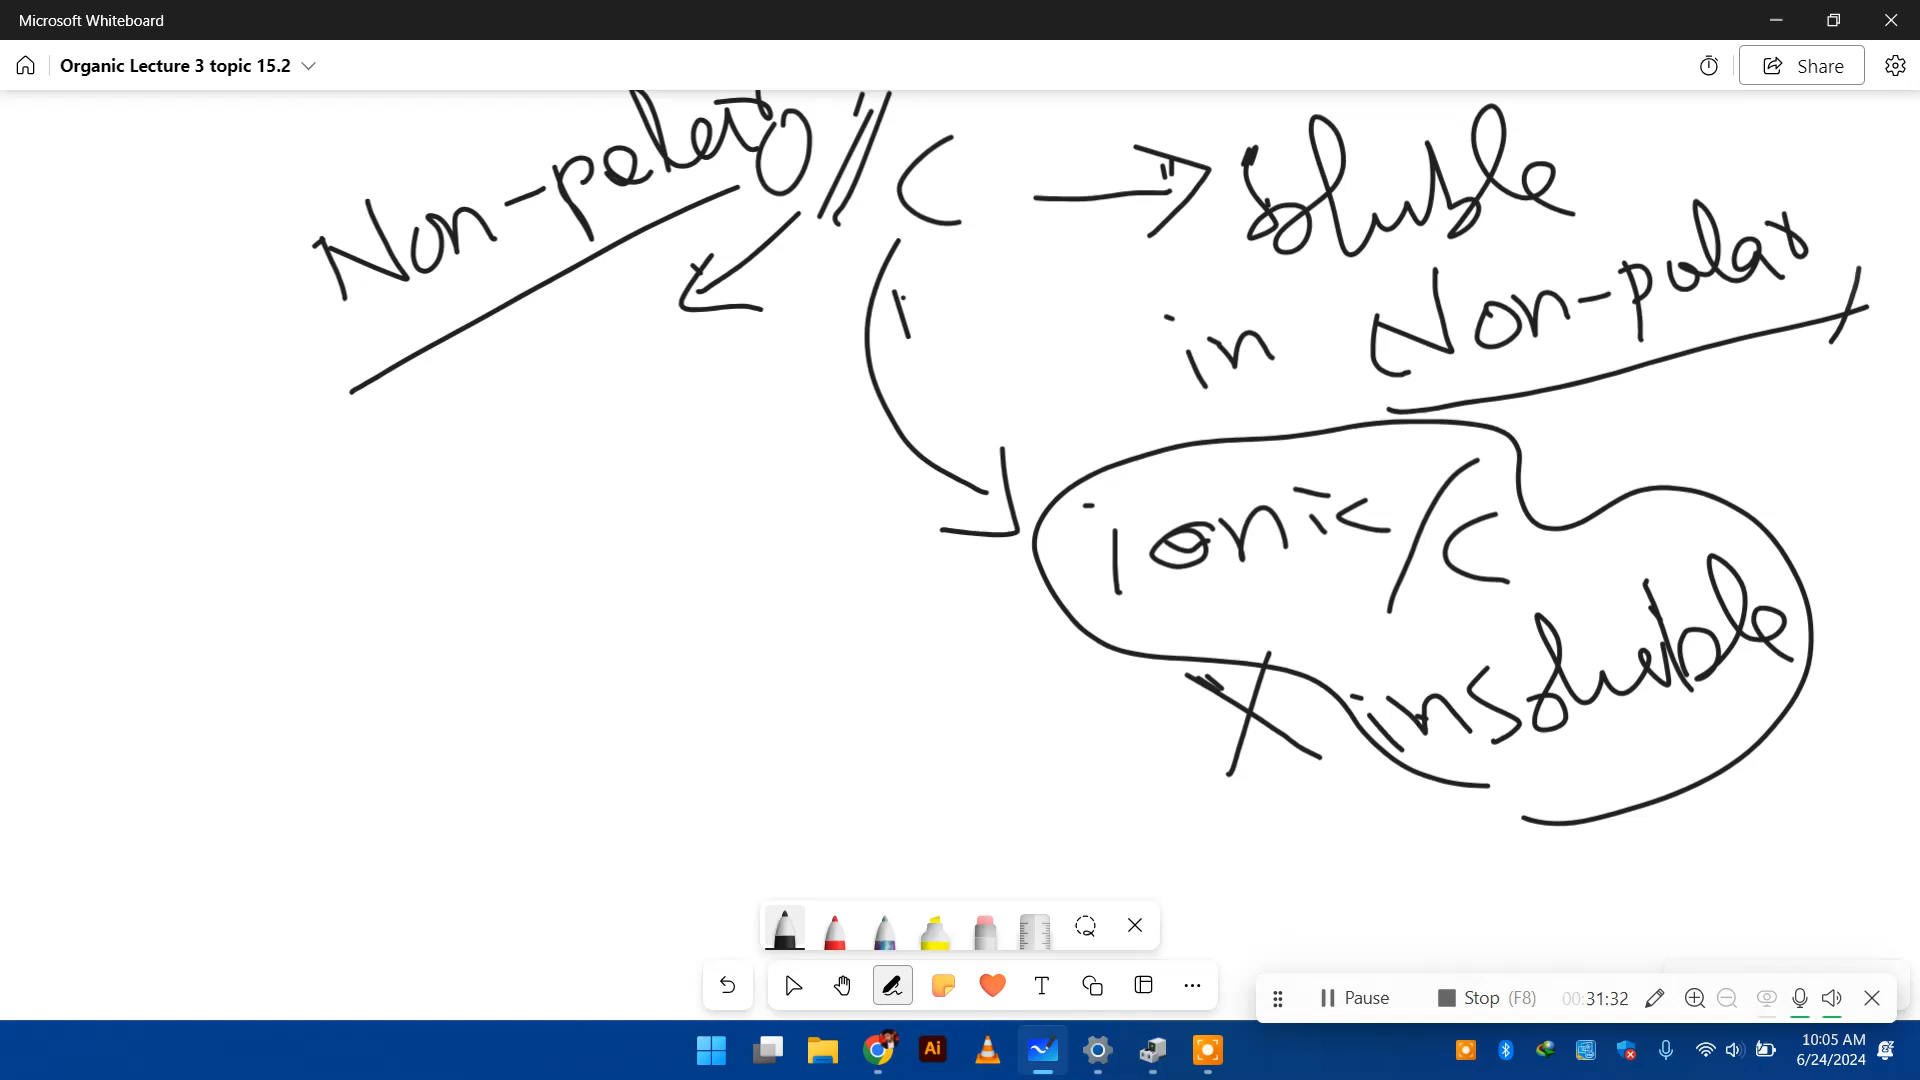 Microsoft Whiteboard
Organic Lecture 3 topic 15.2
Share
Non-polar O//C → Soluble
in Non-polar
ionic/C
insoluble
Pause
Stop (F8)
00:31:32
Ai
10:05 AM
6/24/2024